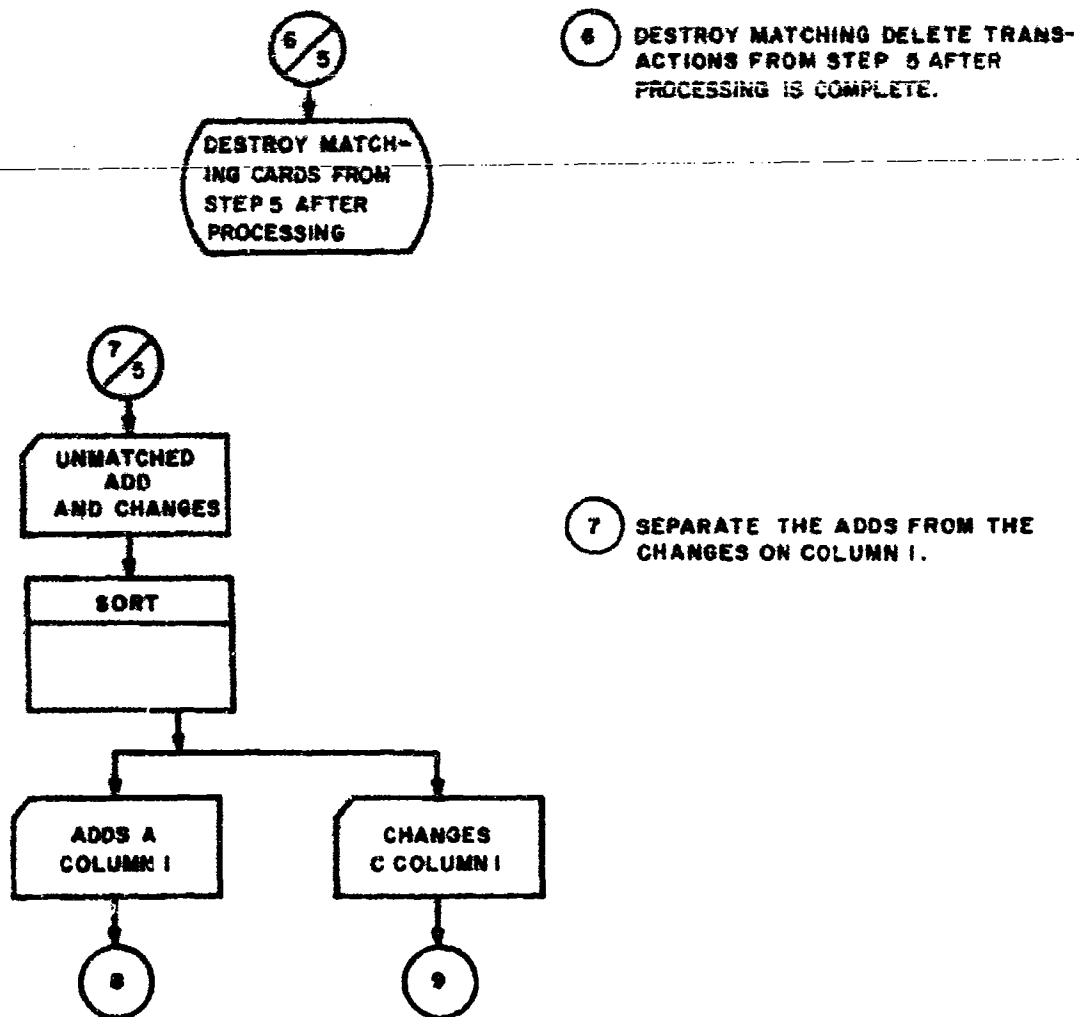 6/5
6 DESTROY MATCHING DELETE TRANS-
ACTIONS FROM STEP 5 AFTER
PROCESSING IS COMPLETE.
DESTROY MATCH-
ING CARDS FROM
STEP 5 AFTER
PROCESSING
7/5
UNMATCHED
ADD
AND CHANGES
7 SEPARATE THE ADDS FROM THE
CHANGES ON COLUMN 1.
SORT
ADDS A
COLUMN 1
CHANGES
C COLUMN 1
8
9